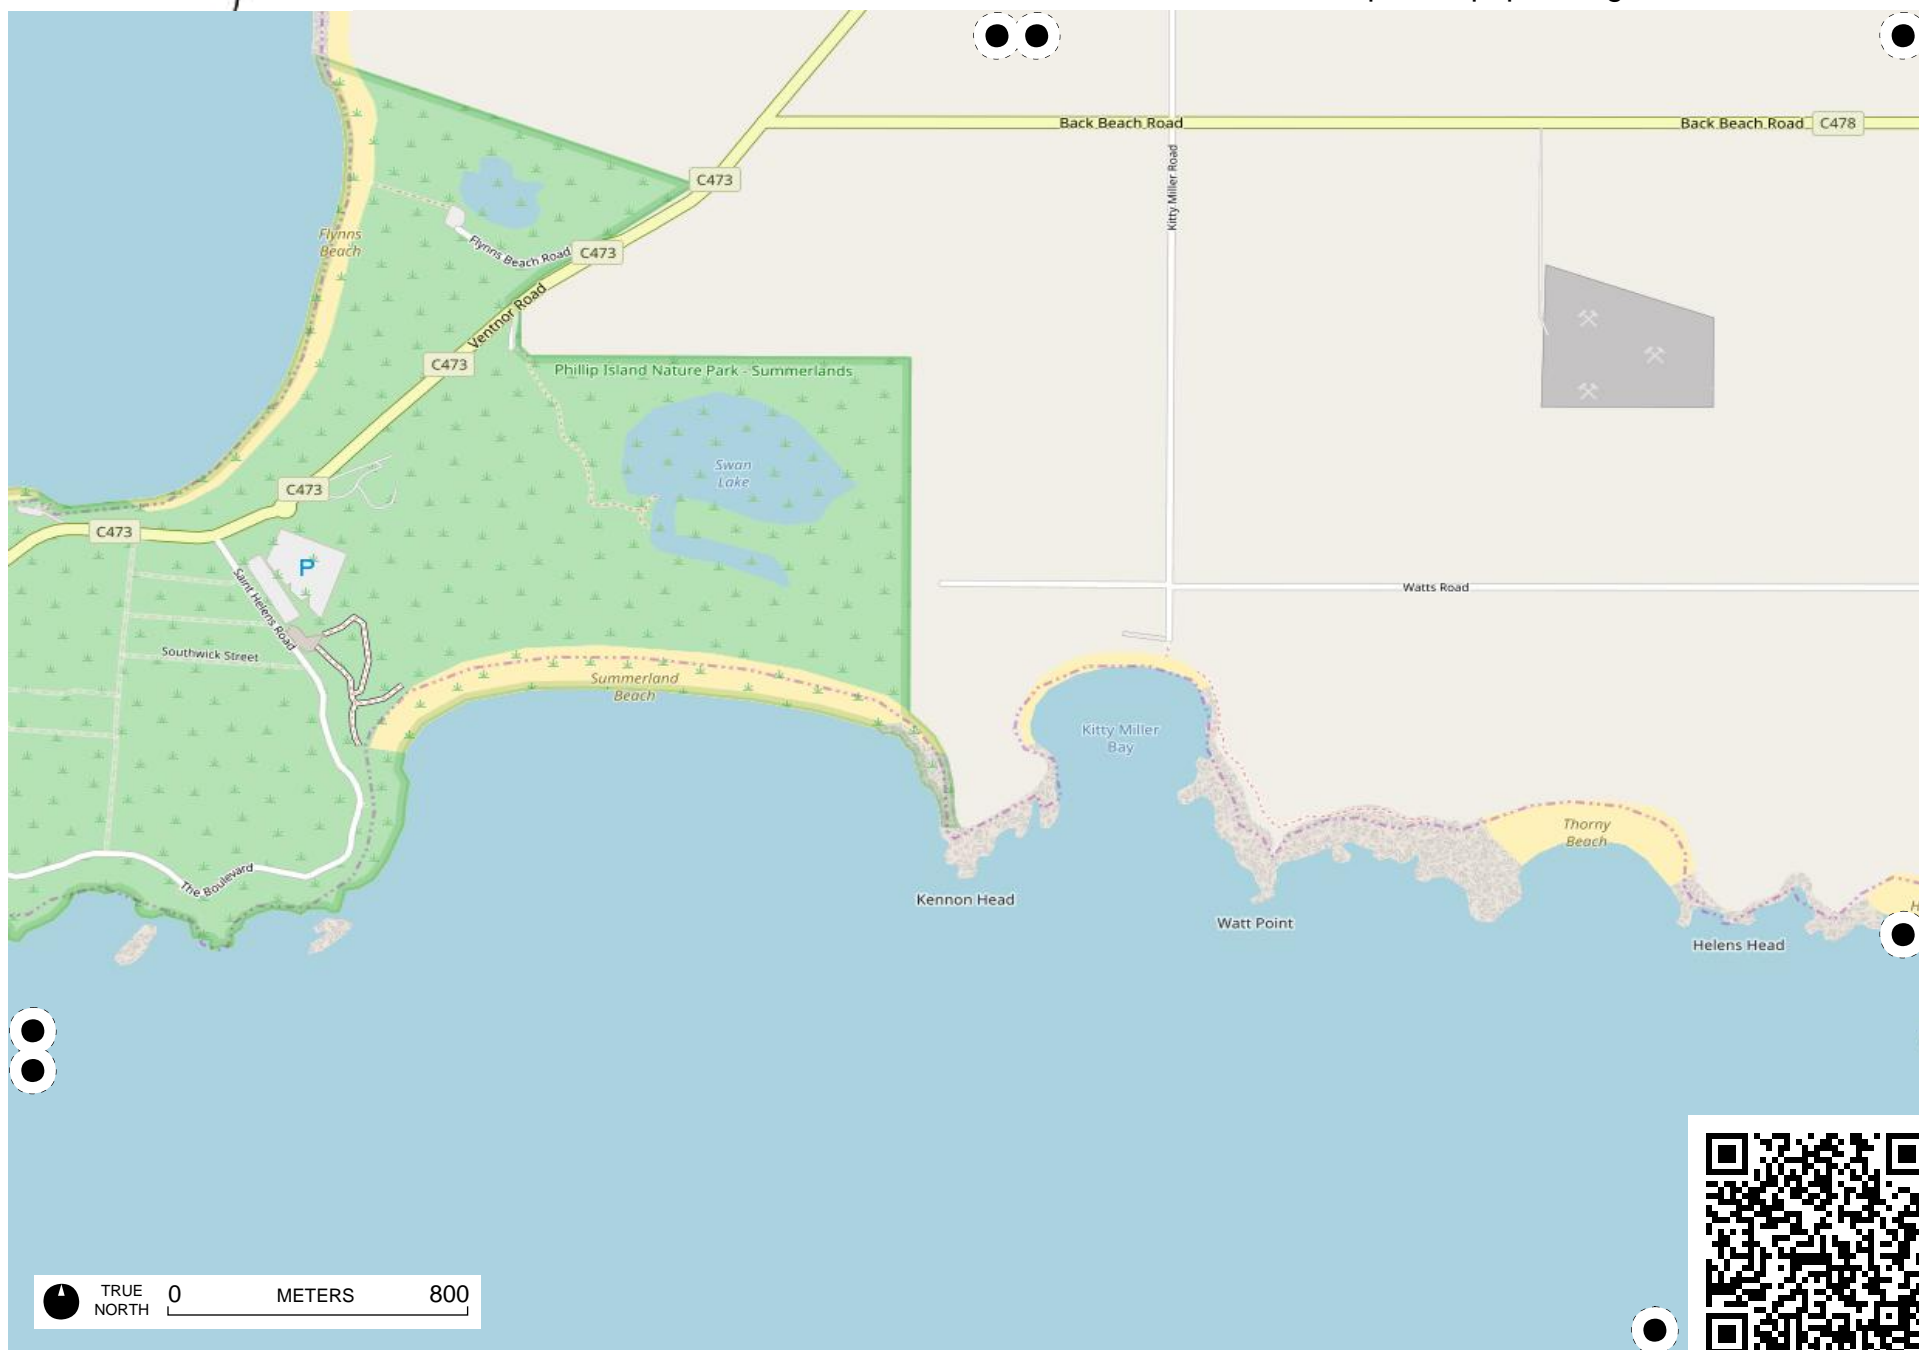 Back Beach Road
Back Beach Road
C478
C473
Kitty Miller Road
Flynns
Beach
Flynns Beach Road
C473
Ventnor Road
C473
Phillip Island Nature Park - Summerlands
Swan
Lake
C473
C473
P
Saint Helens Road
Watts Road
Southwick Street
Summerland
Beach
Kitty Miller
Bay
Thorny
Beach
The Boulevard
Kennon Head
Watt Point
Helens Head
TRUE
NORTH
0 METERS 800